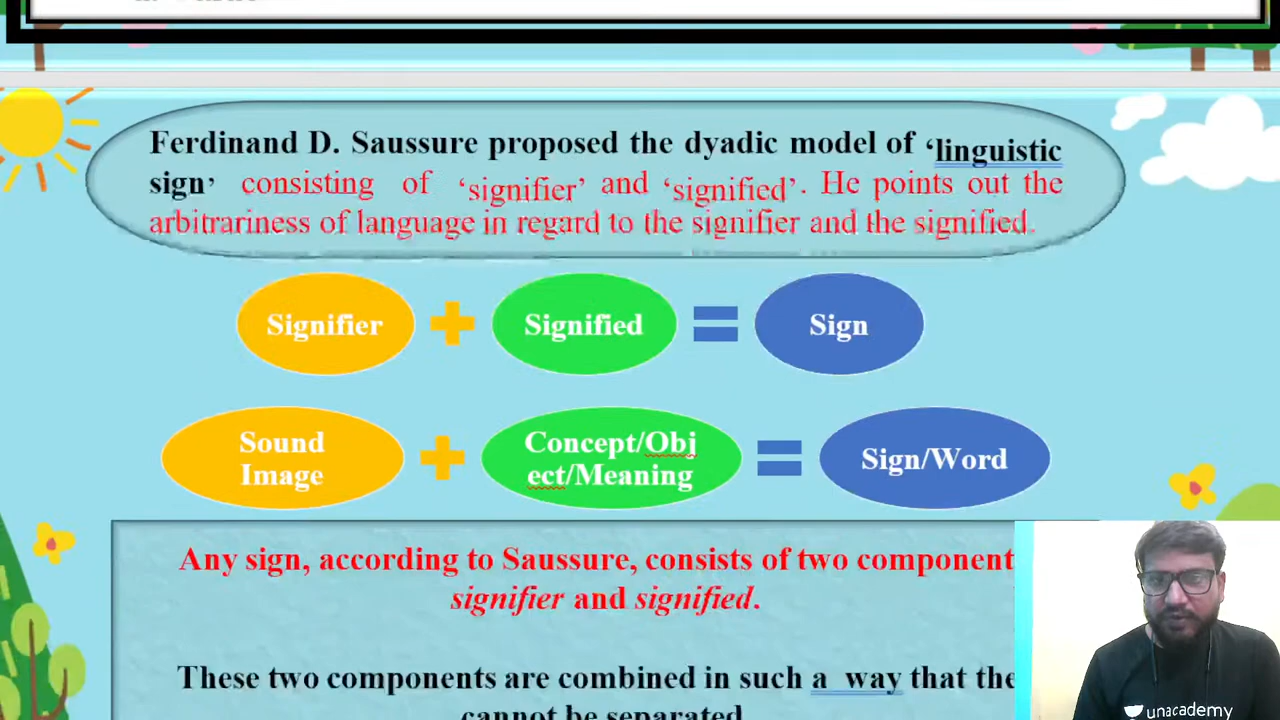 Ferdinand D. Saussure proposed the dyadic model of ‘linguistic
sign’ consisting of ‘signifier’ and ‘signified’. He points out the
arbitrariness of language in regard to the signifier and the signified.
Signifier + Signified = Sign
Sound
Image
+
Concept/Obj
ect/Meaning
=
Sign/Word
Any sign, according to Saussure, consists of two component
signifier and signified.
These two components are combined in such a way that the
cannot be separated
unacademy